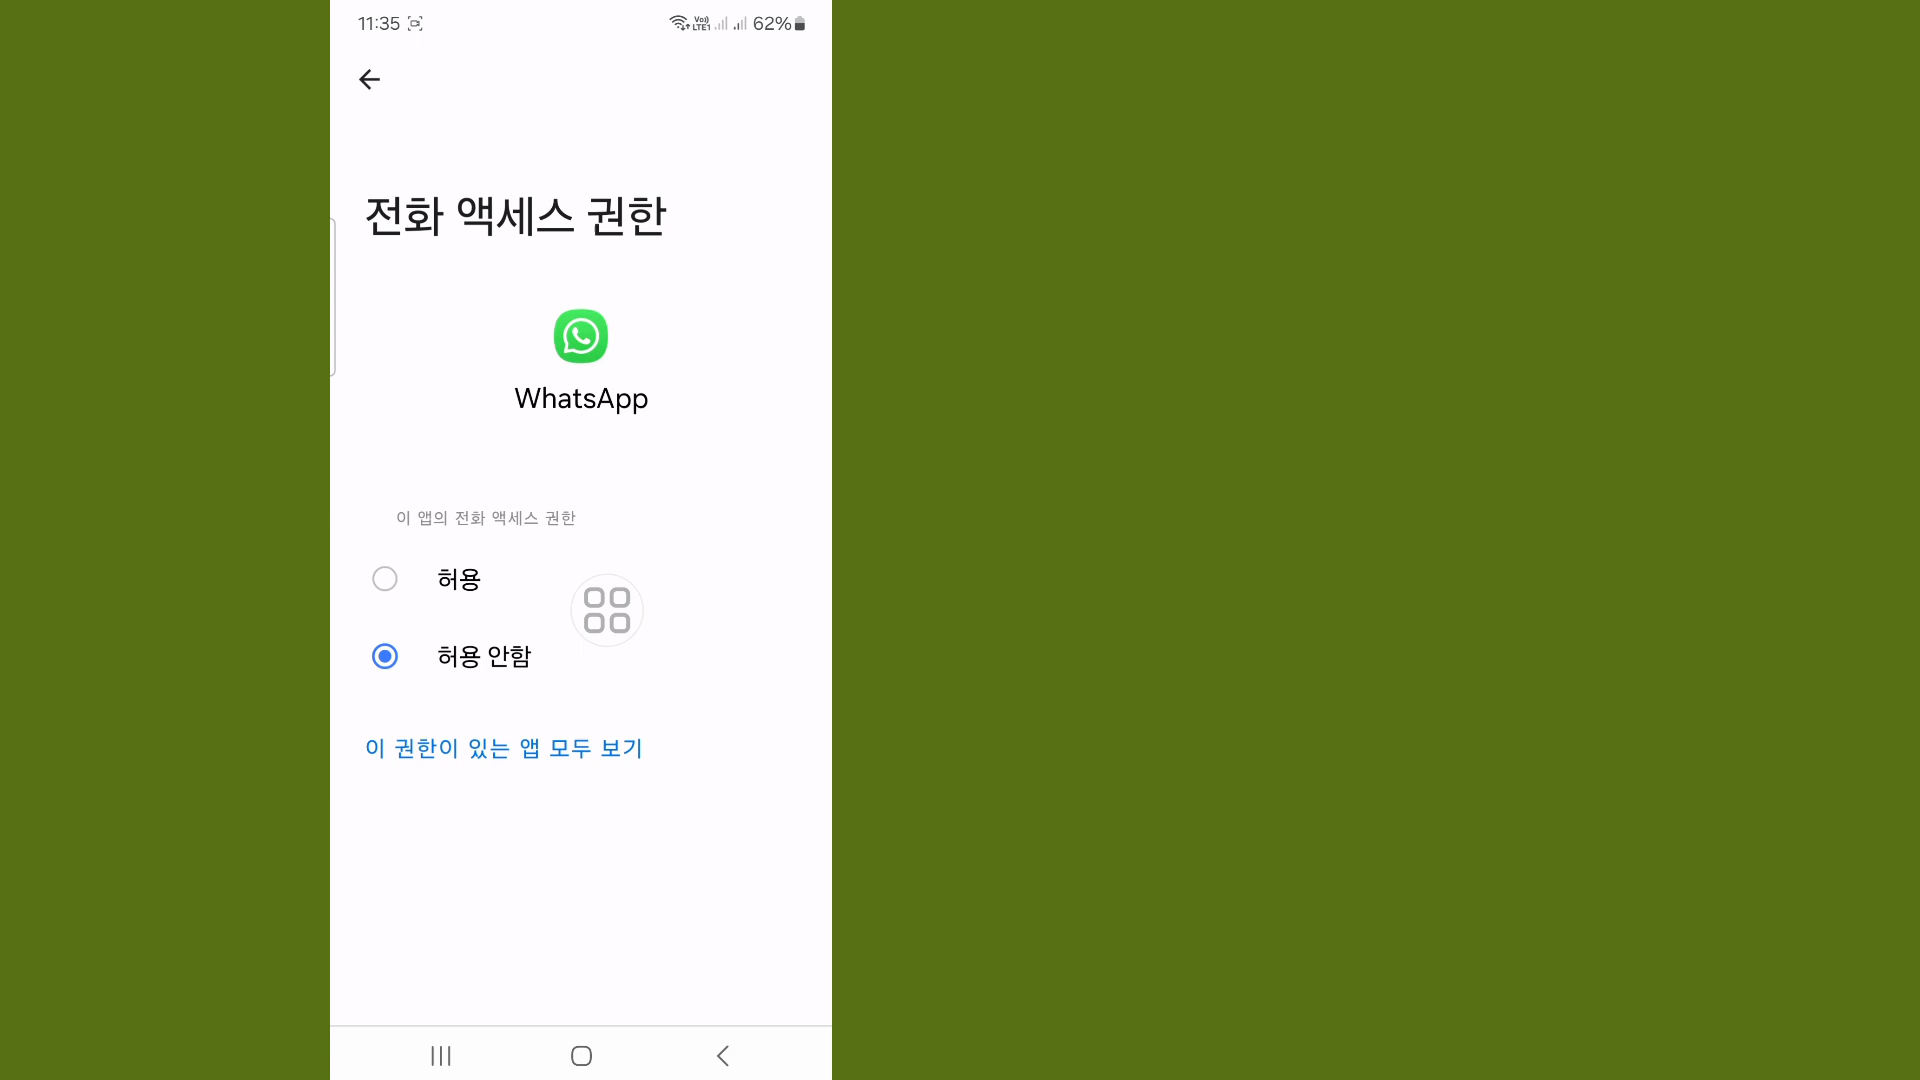 11:35
Vo)) LTE1 62%
전화 액세스 권한
WhatsApp
이 앱의 전화 액세스 권한
허용
허용 안함
이 권한이 있는 앱 모두 보기